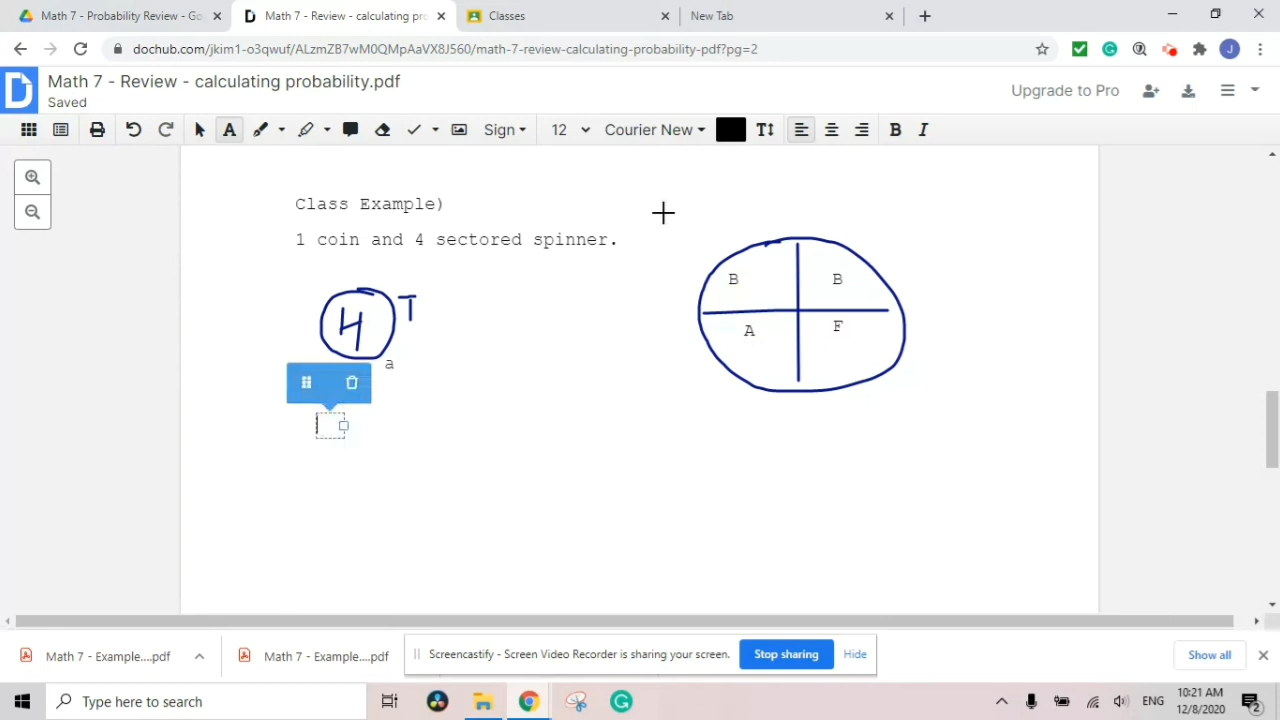 Math 7 - Probability Review - Go
Math 7 - Review - calculating pro
Classes
New Tab
dochub.com/jkim1-o3qwuf/ALzmZB7wM0QMpAaVX8J560/math-7-review-calculating-probability-pdf?pg=2
J
Math 7 - Review - calculating probability.pdf
Saved
Upgrade to Pro
A
Sign
12
Courier New
B I
Class Example)
1 coin and 4 sectored spinner.
H T
a
B B
A F
Math 7 - Example....pdf
Math 7 - Example....pdf
Screencastify - Screen Video Recorder is sharing your screen.
Stop sharing
Hide
Show all
Type here to search
ENG
10:21 AM
12/8/2020
2